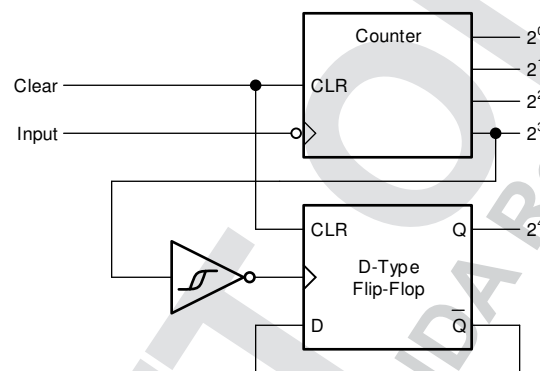 Counter
2⁰
2¹
Clear
CLR
2²
Input
2³
CLR
Q
2⁴
D-Type
Flip-Flop
D
Q̅